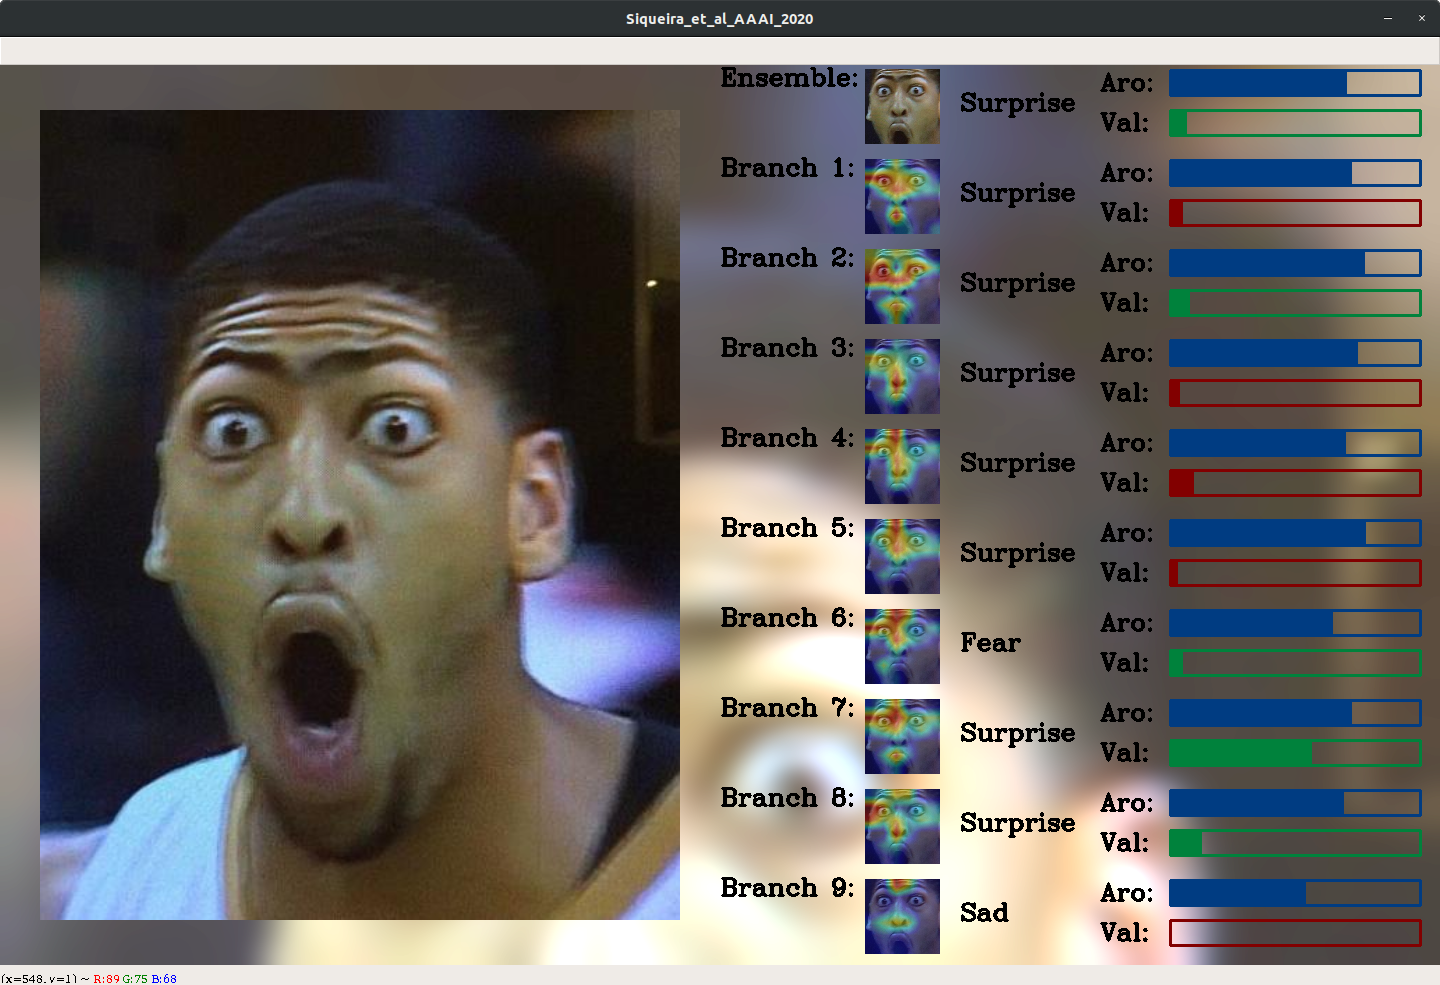 Siqueira_et_al_AAAI_2020
Ensemble: Surprise Aro:
Val:
Branch 1: Surprise Aro:
Val:
Branch 2: Surprise Aro:
Val:
Branch 3: Surprise Aro:
Val:
Branch 4: Surprise Aro:
Val:
Branch 5: Surprise Aro:
Val:
Branch 6: Fear Aro:
Val:
Branch 7: Surprise Aro:
Val:
Branch 8: Surprise Aro:
Val:
Branch 9: Sad Aro:
Val:
(x=548, y=1) ~ R:89 G:75 B:68